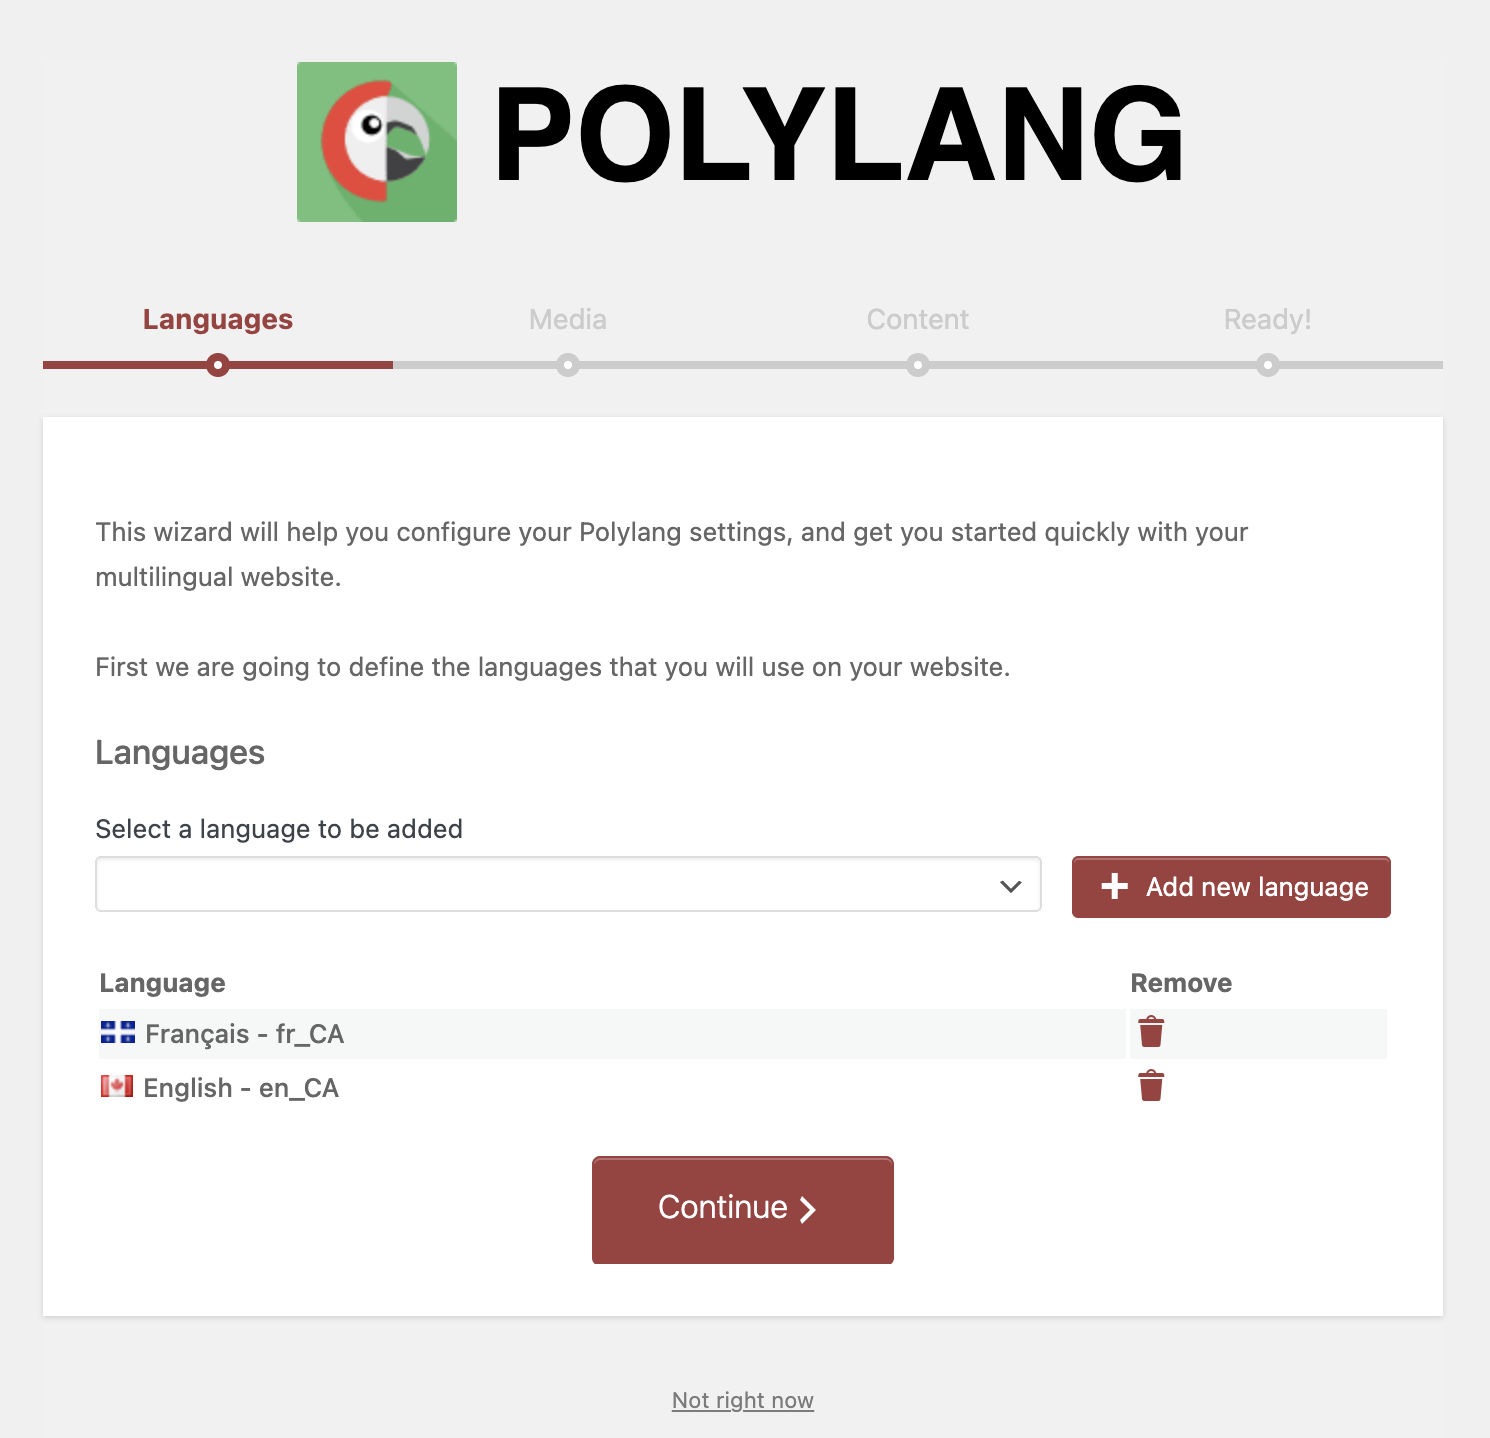 POLYLANG
Languages
Media
Content
Ready!
This wizard will help you configure your Polylang settings, and get you started quickly with your
multilingual website.
First we are going to define the languages that you will use on your website.
Languages
Select a language to be added
Add new language
Language
Remove
Français - fr_CA
English - en_CA
Continue
Not right now